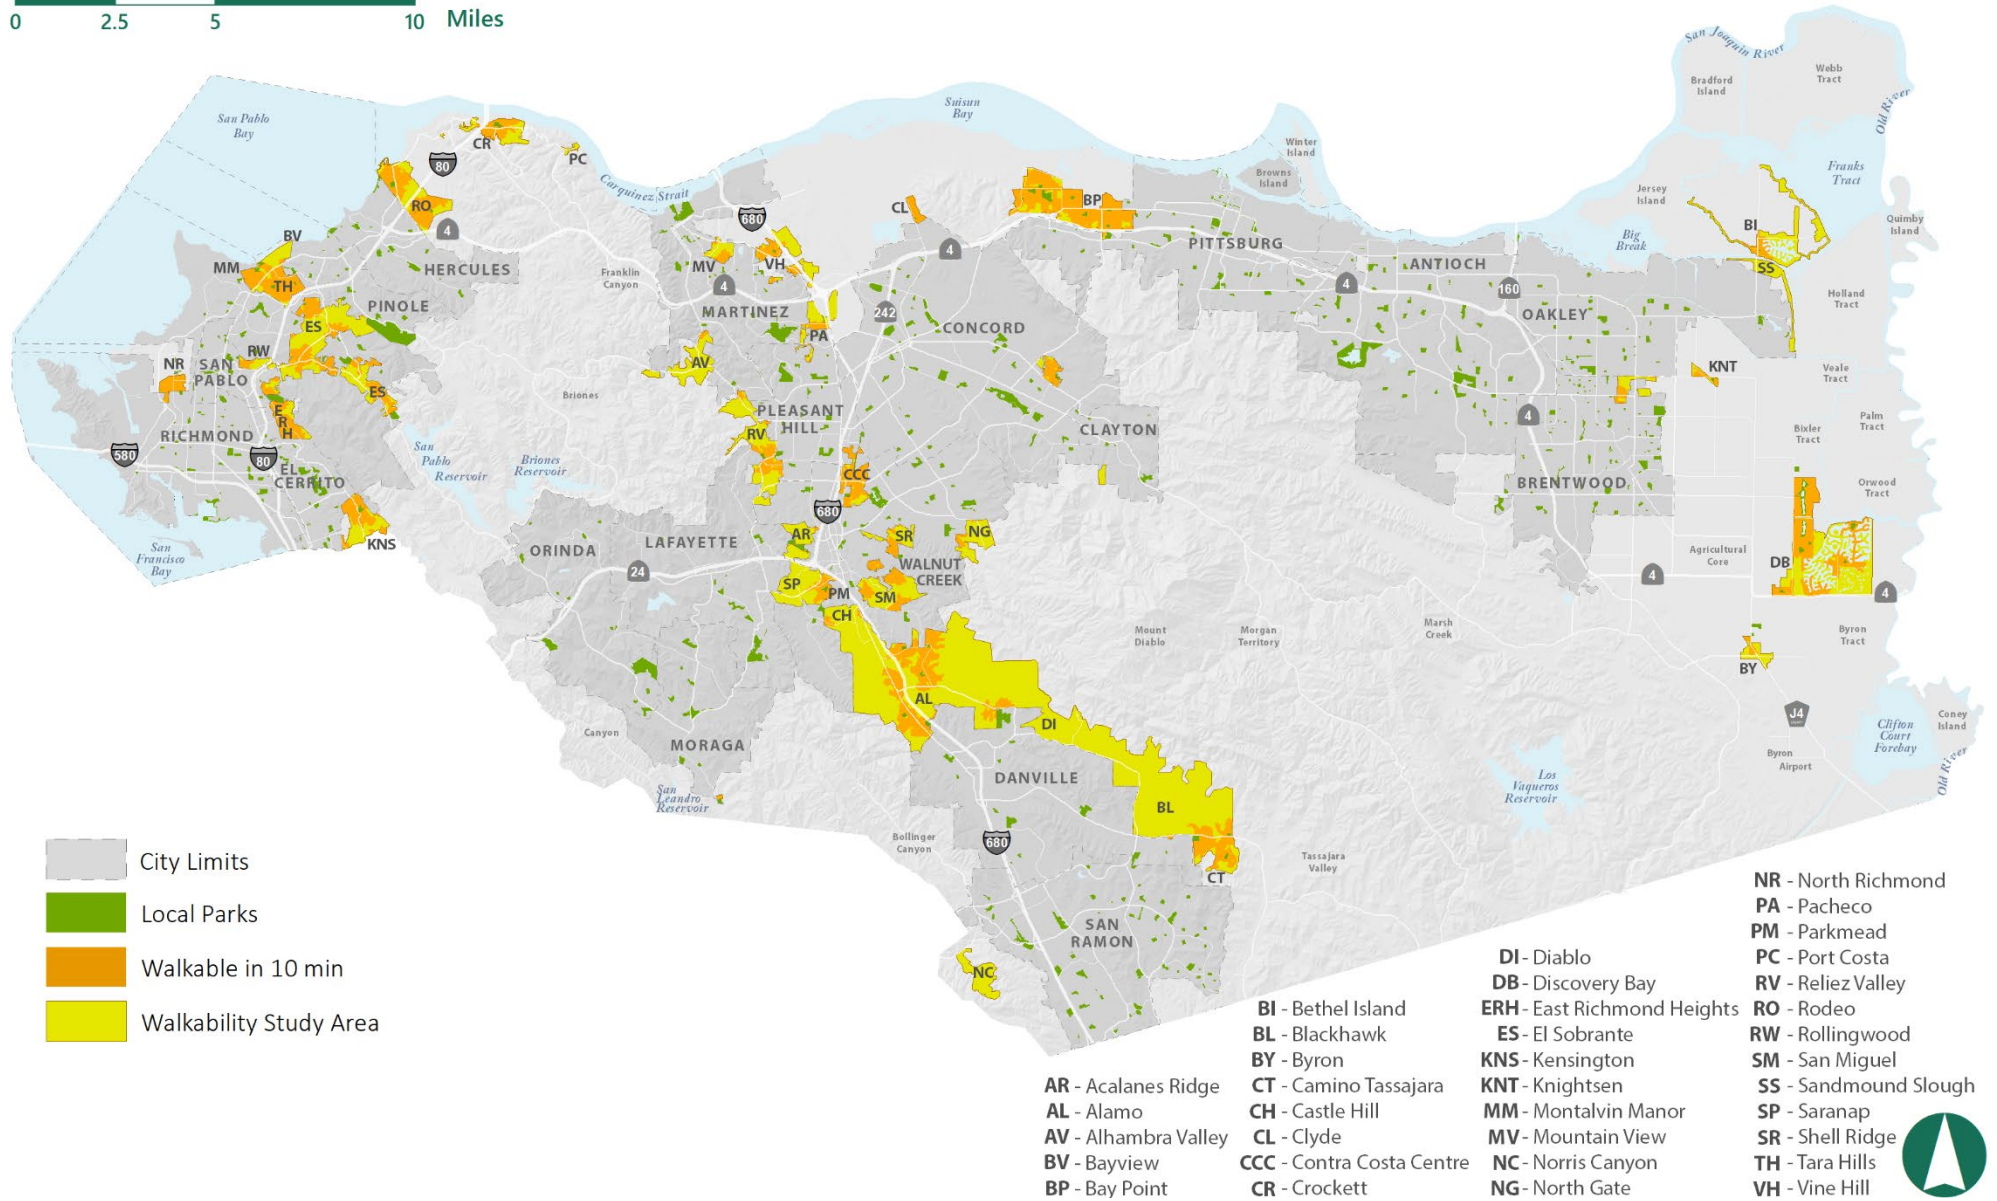 0 2.5 5 10 Miles
San Joaquin River
Webb
Tract
Bradford
Island
Old River
San Pablo
Bay
Suisun
Bay
CR
PC
80
Winter
Island
Browns
Island
Franks
Tract
Carquinez Strait
Jersey
Island
RO
CL
BP
680
BI
Quimby
Island
4
BV
PITTSBURG
Big
Break
MM
HERCULES
MV
VH
4
ANTIOCH
SS
TH
Franklin
Canyon
4
4
160
Holland
Tract
PINOLE
MARTINEZ
242
CONCORD
OAKLEY
ES
PA
RW
NR
SAN
PABLO
AV
KNT
Veale
Tract
ES
Briones
E
R
H
PLEASANT
HILL
4
Palm
Tract
RICHMOND
RV
CLAYTON
Bixler
Tract
580
80
San
Pablo
Reservoir
Briones
Reservoir
EL
CERRITO
CCC
BRENTWOOD
Orwood
Tract
680
KNS
AR
SR
NG
San
Francisco
Bay
ORINDA
LAFAYETTE
WALNUT
CREEK
Agricultural
Core
DB
24
SP
PM
SM
4
4
CH
Mount
Diablo
Morgan
Territory
Marsh
Creek
Byron
Tract
BY
AL
DI
J4
Clifton
Court
Forebay
Coney
Island
Canyon
MORAGA
Byron
Airport
Old River
DANVILLE
Los
Vaqueros
Reservoir
San
Leandro
Reservoir
BL
Bollinger
Canyon
680
Tassajara
Valley
CT
SAN
RAMON
NC
City Limits
Local Parks
Walkable in 10 min
Walkability Study Area
AR - Acalanes Ridge
AL - Alamo
AV - Alhambra Valley
BV - Bayview
BP - Bay Point
BI - Bethel Island
BL - Blackhawk
BY - Byron
CT - Camino Tassajara
CH - Castle Hill
CL - Clyde
CCC - Contra Costa Centre
CR - Crockett
DI - Diablo
DB - Discovery Bay
ERH - East Richmond Heights
ES - El Sobrante
KNS - Kensington
KNT - Knightsen
MM - Montalvin Manor
MV - Mountain View
NC - Norris Canyon
NG - North Gate
NR - North Richmond
PA - Pacheco
PM - Parkmead
PC - Port Costa
RV - Reliez Valley
RO - Rodeo
RW - Rollingwood
SM - San Miguel
SS - Sandmound Slough
SP - Saranap
SR - Shell Ridge
TH - Tara Hills
VH - Vine Hill